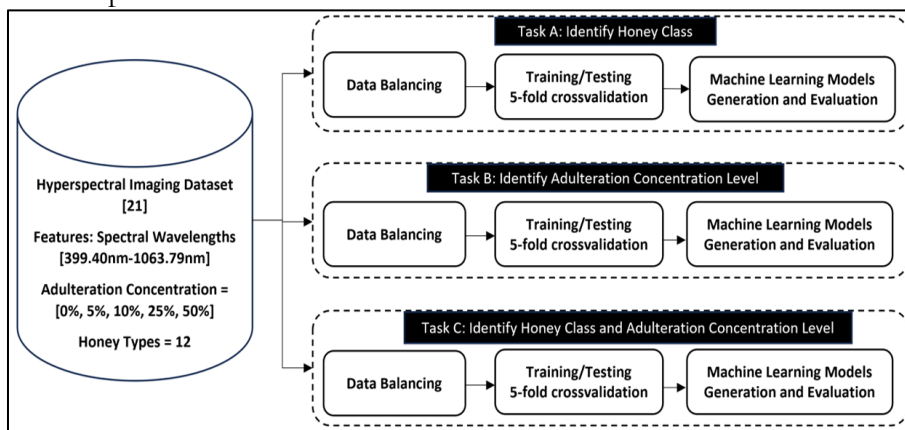 Hyperspectral Imaging Dataset
[21]
Features: Spectral Wavelengths
[399.40nm-1063.79nm]
Adulteration Concentration =
[0%, 5%, 10%, 25%, 50%]
Honey Types = 12
Task A: Identify Honey Class
Data Balancing
Training/Testing
5-fold crossvalidation
Machine Learning Models
Generation and Evaluation
Task B: Identify Adulteration Concentration Level
Data Balancing
Training/Testing
5-fold crossvalidation
Machine Learning Models
Generation and Evaluation
Task C: Identify Honey Class and Adulteration Concentration Level
Data Balancing
Training/Testing
5-fold crossvalidation
Machine Learning Models
Generation and Evaluation